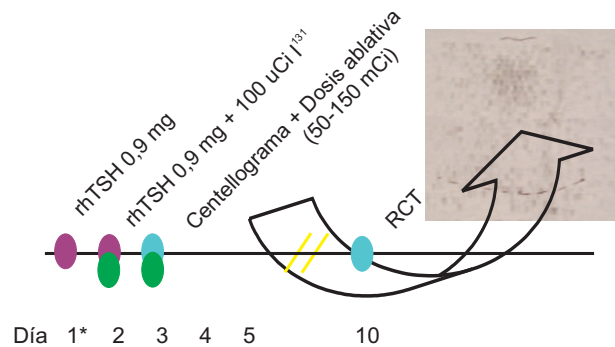 rhTSH 0,9 mg
rhTSH 0,9 mg + 100 uCi I¹³¹
Centellograma + Dosis ablativa
(50-150 mCi)
RCT
Día 1* 2 3 4 5 10